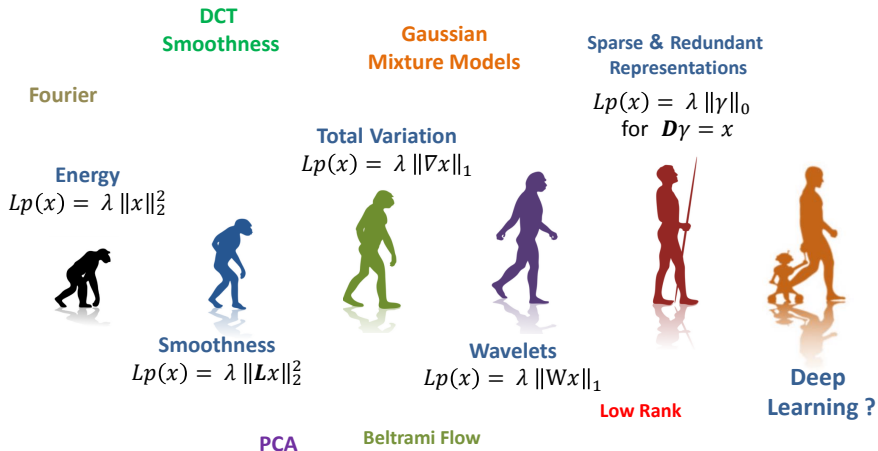 DCT
Smoothness
Gaussian
Mixture Models
Sparse & Redundant
Representations
Lp(x) = λ ‖γ‖₀
for Dγ = x
Fourier
Total Variation
Lp(x) = λ ‖∇x‖₁
Energy
Lp(x) = λ ‖x‖₂²
Smoothness
Lp(x) = λ ‖Lx‖₂²
Wavelets
Lp(x) = λ ‖Wx‖₁
Deep
Learning ?
Low Rank
PCA
Beltrami Flow